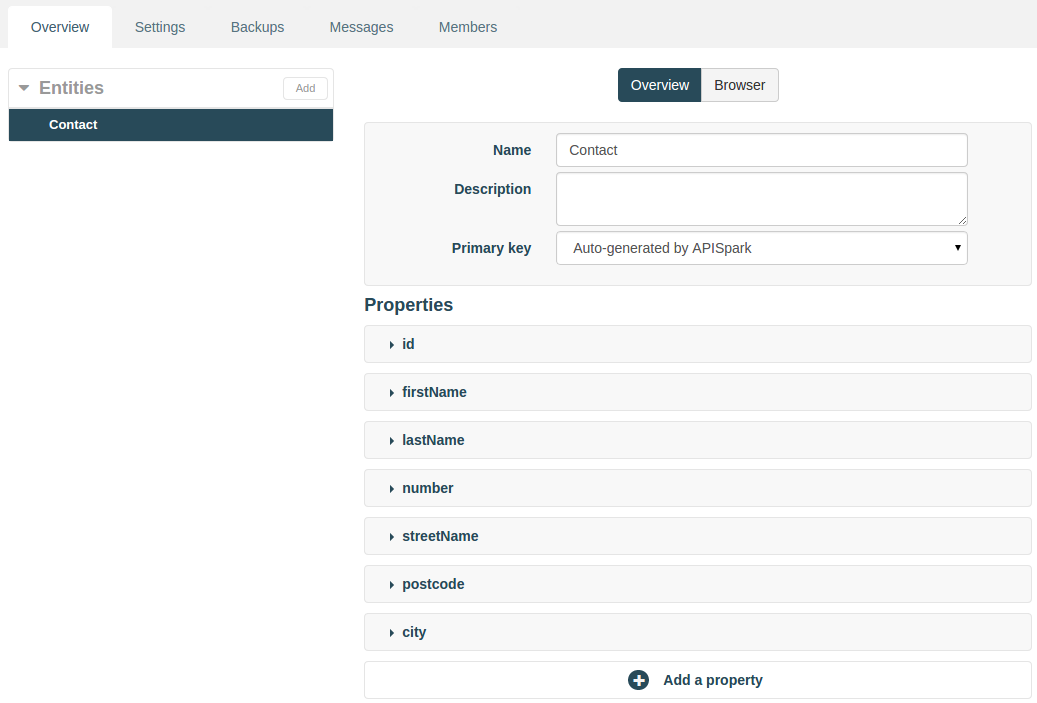 Overview Settings Backups Messages Members
Entities Add
Contact
Overview Browser
Name Contact
Description
Primary key Auto-generated by APISpark
Properties
id
firstName
lastName
number
streetName
postcode
city
Add a property